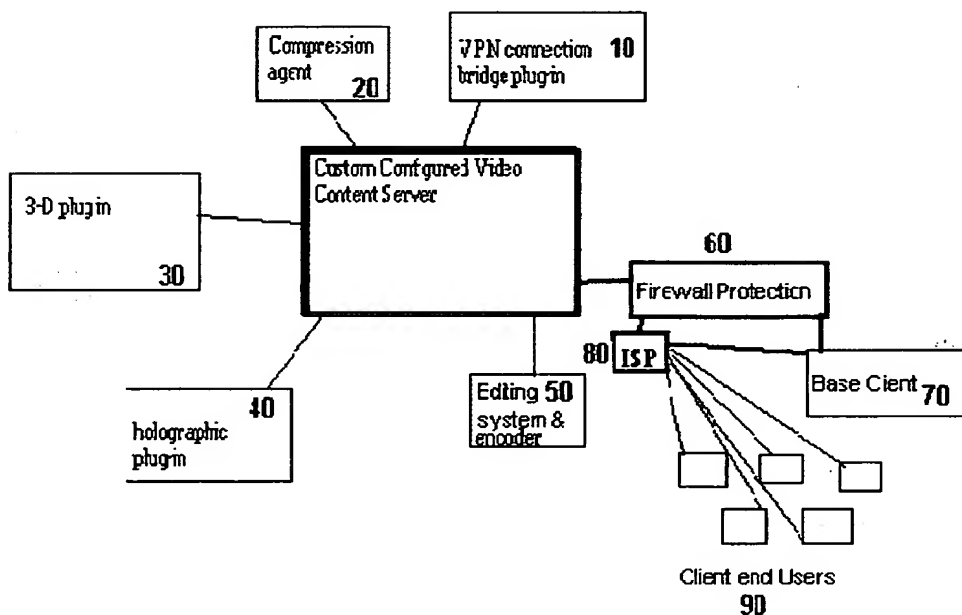 Compression
agent
20
VPN connection 10
bridge plugin
Custom Configured Video
Content Server
3-D plugin
30
60
Firewall Protection
80 ISP
Base Client
70
40
holographic
plugin
Editing 50
system &
encoder
Client end Users
90